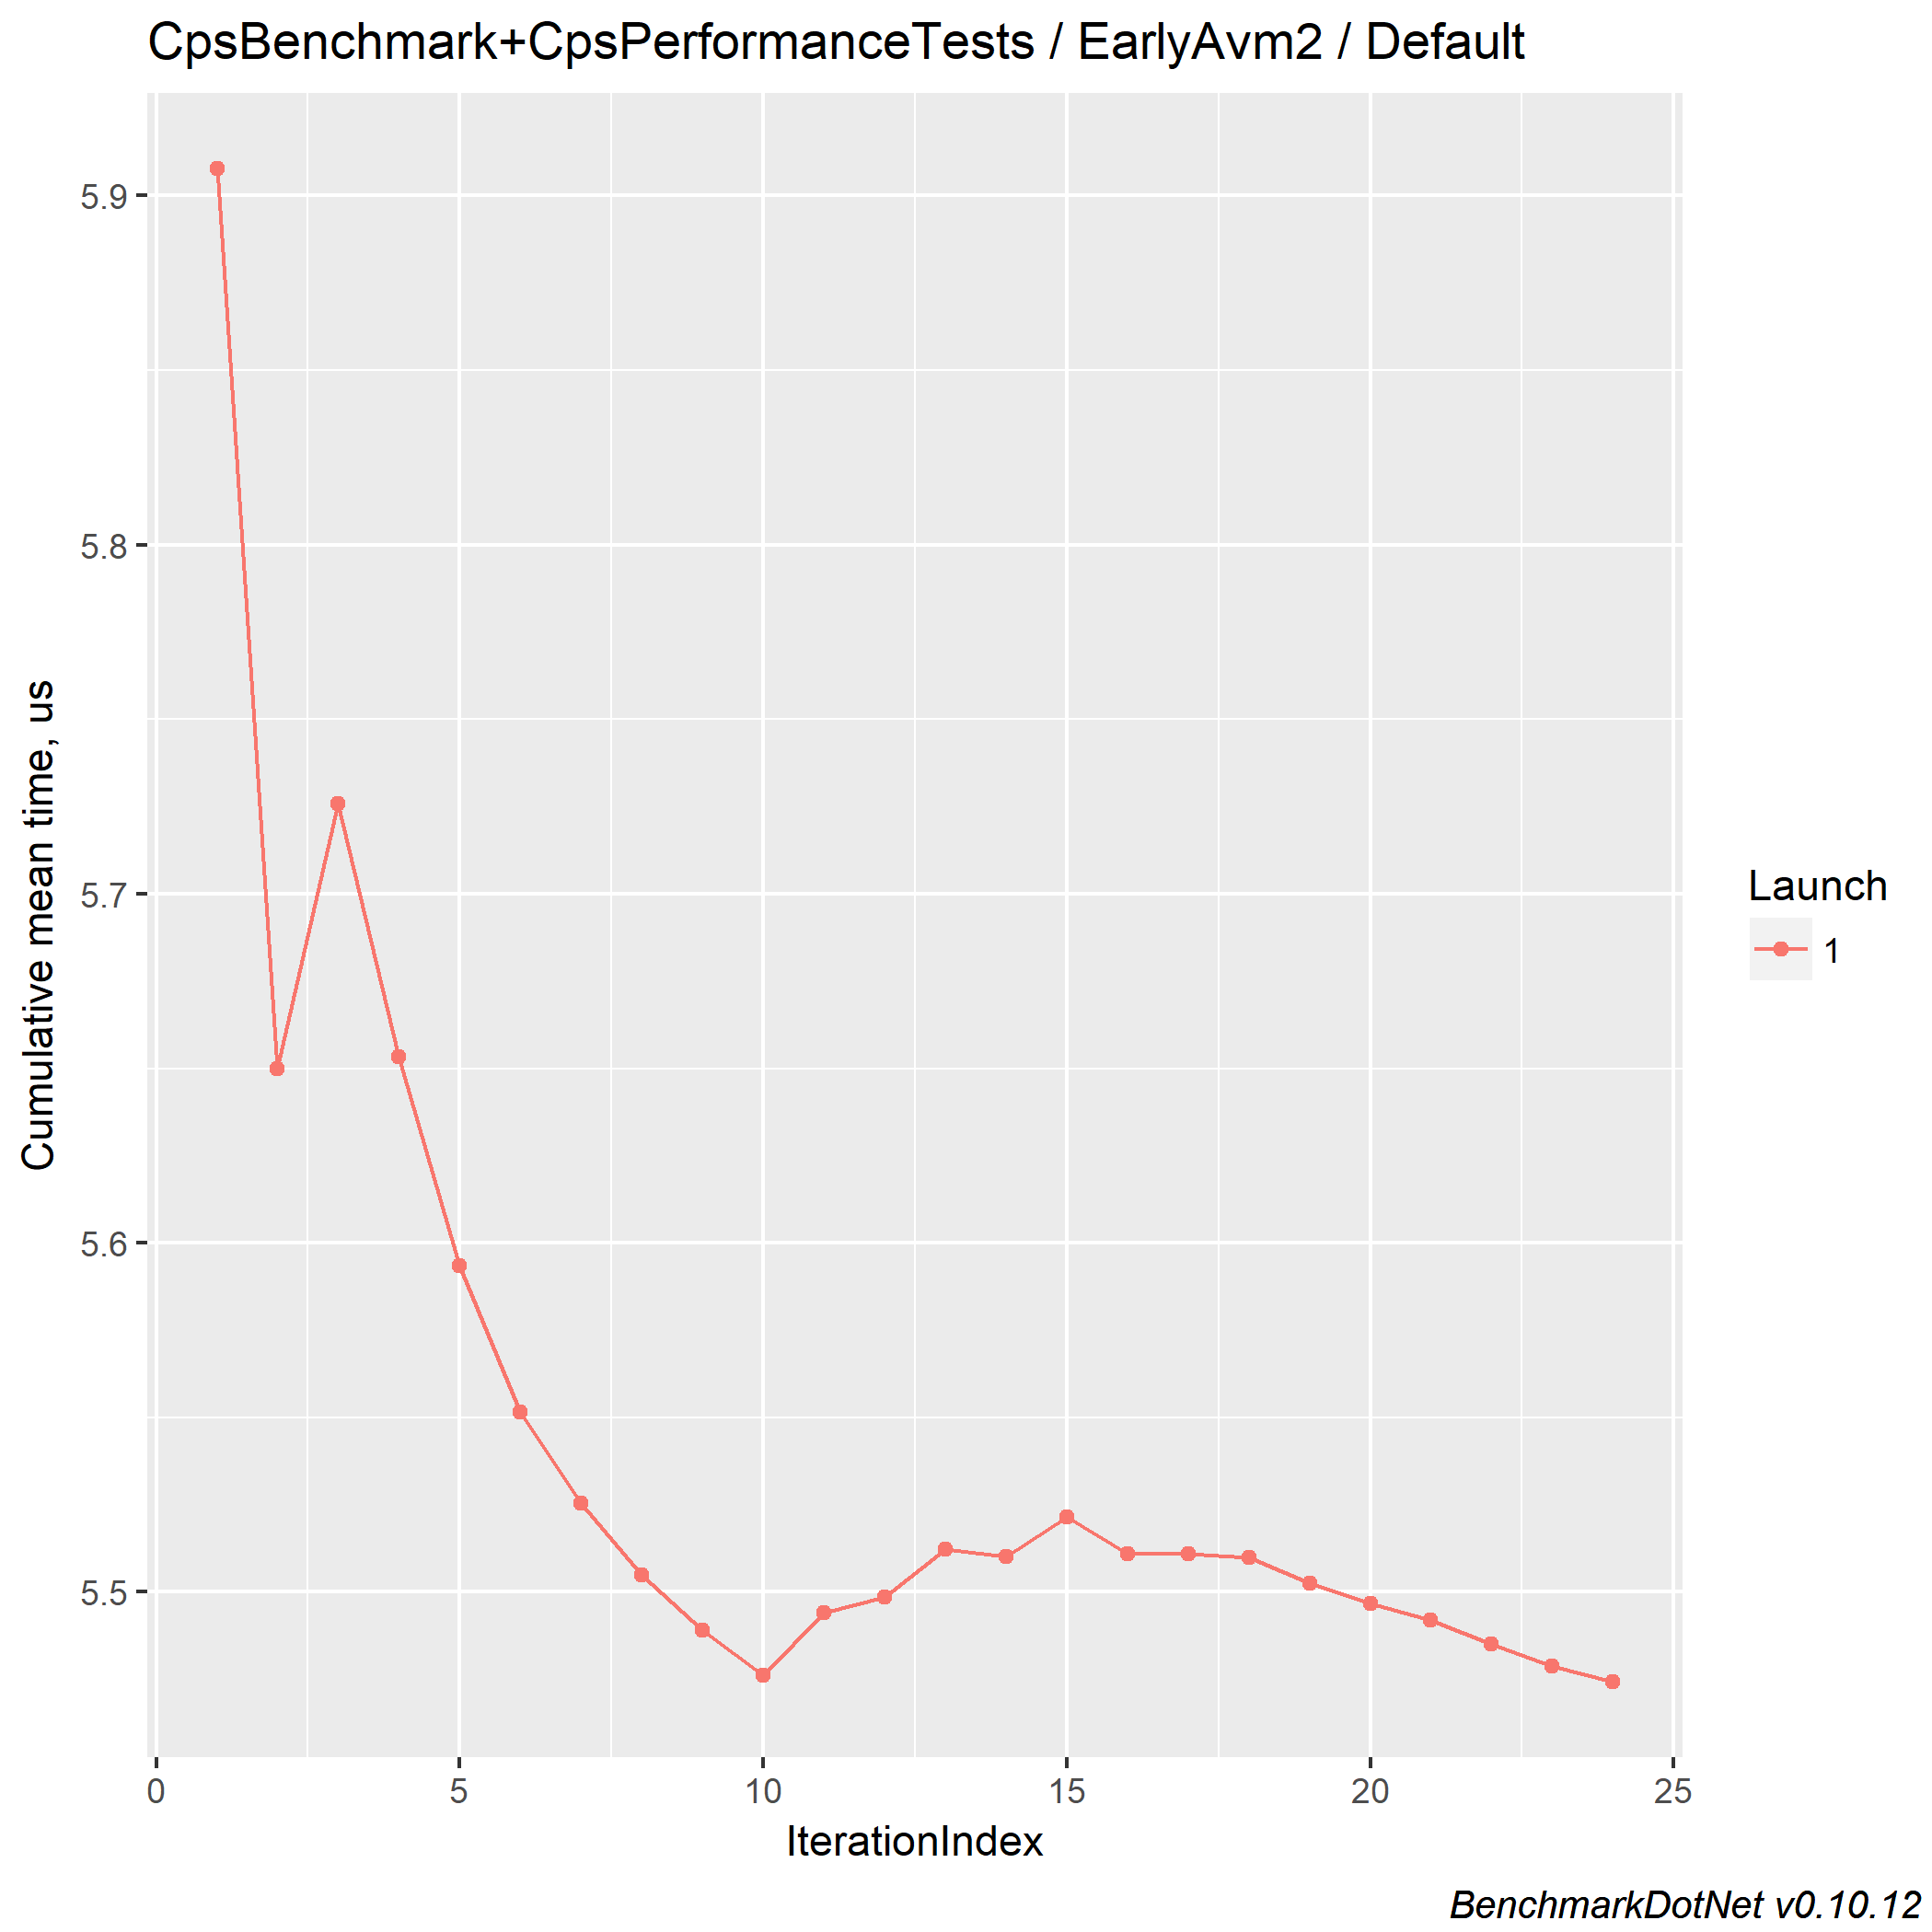 CpsBenchmark+CpsPerformanceTests / EarlyAvm2 / Default
Cumulative mean time, us
5.9
5.8
5.7
5.6
5.5
0 5 10 15 20 25
IterationIndex
Launch
1
BenchmarkDotNet v0.10.12